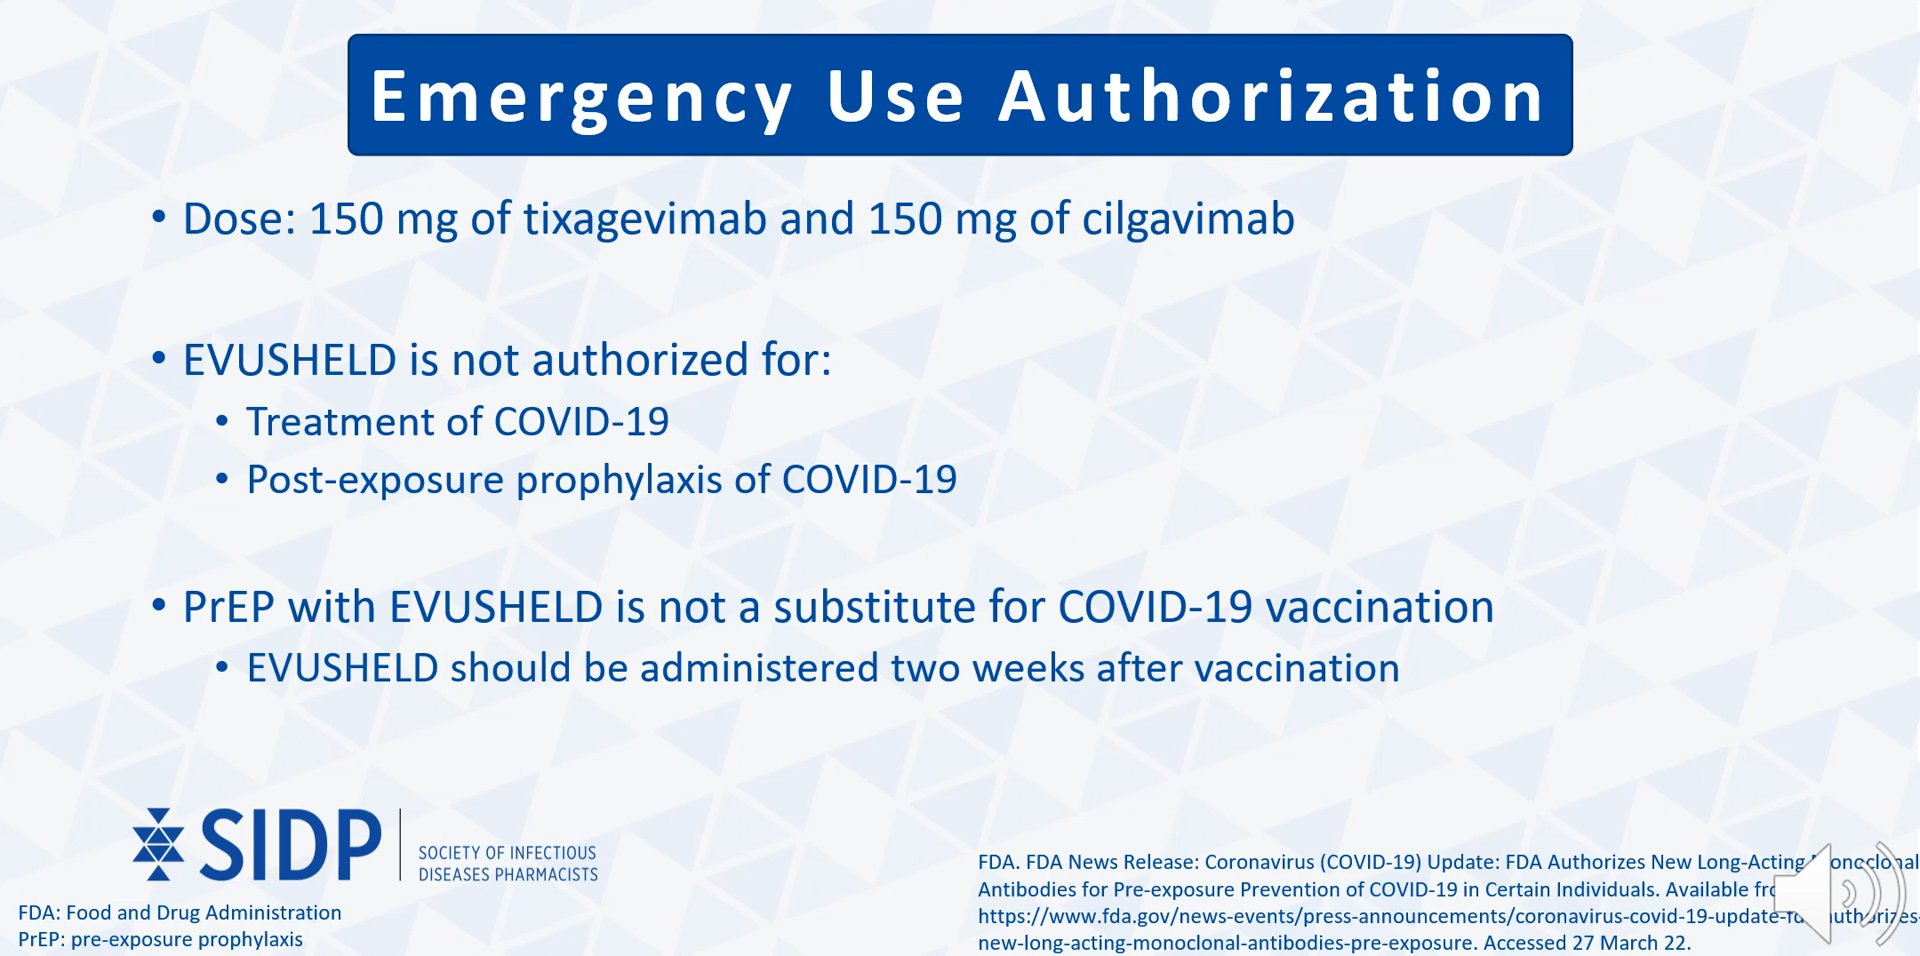 Emergency Use Authorization
• Dose: 150 mg of tixagevimab and 150 mg of cilgavimab
• EVUSHELD is not authorized for:
• Treatment of COVID-19
• Post-exposure prophylaxis of COVID-19
• PrEP with EVUSHELD is not a substitute for COVID-19 vaccination
• EVUSHELD should be administered two weeks after vaccination
SIDP
SOCIETY OF INFECTIOUS
DISEASES PHARMACISTS
FDA: Food and Drug Administration
PrEP: pre-exposure prophylaxis
FDA. FDA News Release: Coronavirus (COVID-19) Update: FDA Authorizes New Long-Acting Monoclonal
Antibodies for Pre-exposure Prevention of COVID-19 in Certain Individuals. Available
https://www.fda.gov/news-events/press-announcements/coronavirus-covid-19-update-fda-authorizes-
new-long-acting-monoclonal-antibodies-pre-exposure. Accessed 27 March 22.